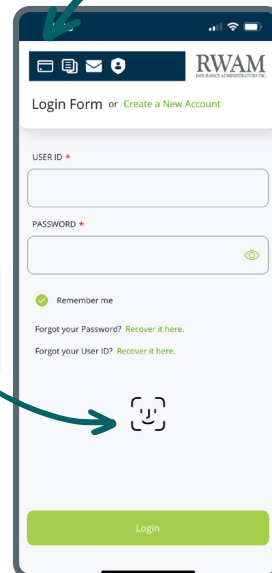 RWAM
INSURANCE ADMINISTRATORS INC.
Login Form or Create a New Account
USER ID *
PASSWORD *
Remember me
Forgot your Password? Recover it here.
Forgot your User ID? Recover it here.
Login